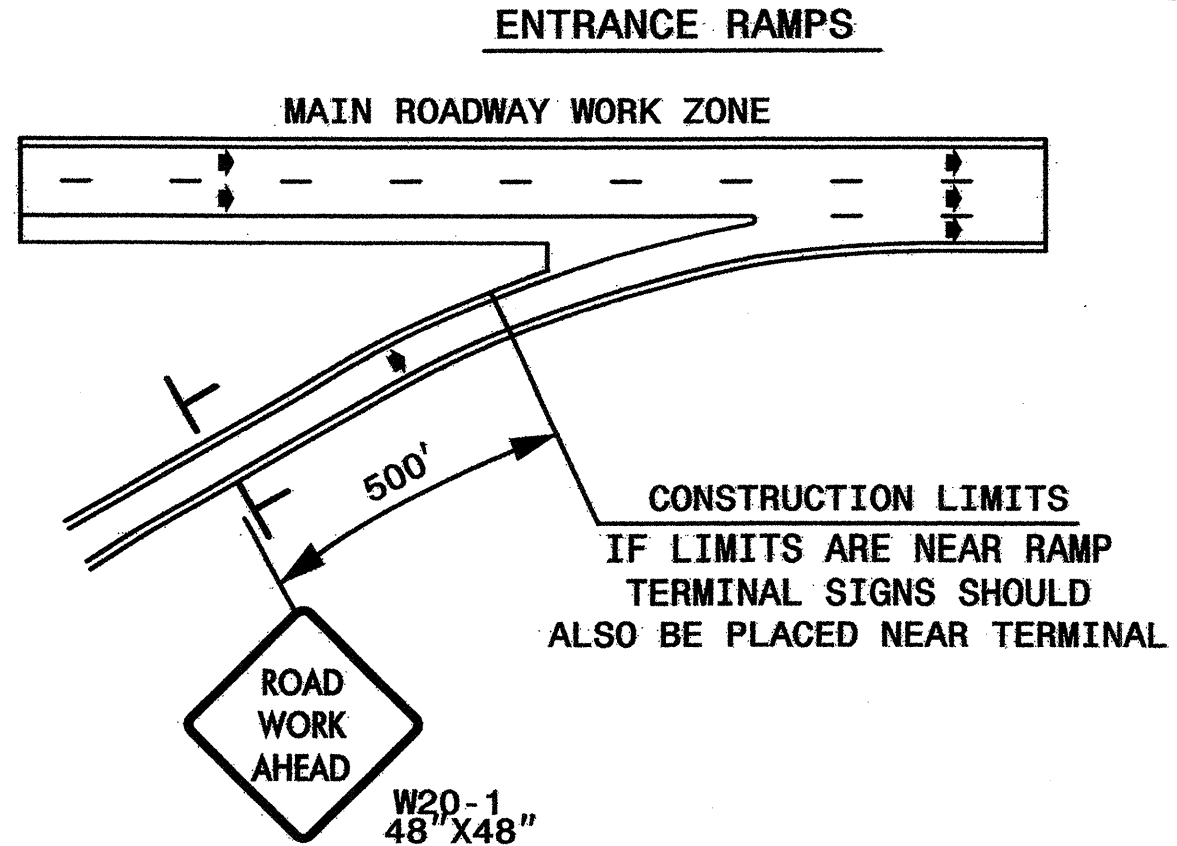 ENTRANCE RAMPS
MAIN ROADWAY WORK ZONE
500'
CONSTRUCTION LIMITS
IF LIMITS ARE NEAR RAMP
TERMINAL SIGNS SHOULD
ALSO BE PLACED NEAR TERMINAL
ROAD
WORK
AHEAD
W20-1
48"X48"